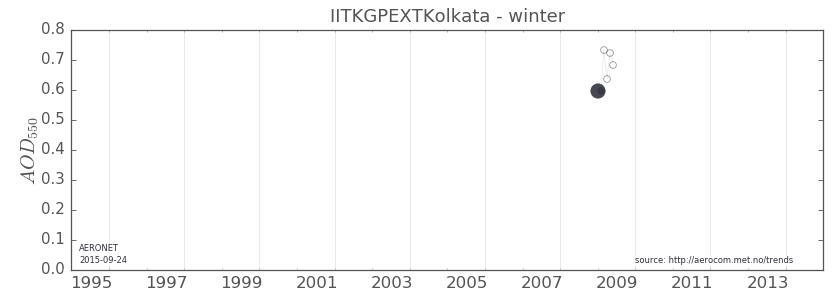 IITKGPEXTKolkata - winter
0.8
0.7
0.6
0.5
0.4
0.3
0.2
0.1
0.0
AOD550
AERONET
2015-09-24
source: http://aerocom.met.no/trends
1995 1997 1999 2001 2003 2005 2007 2009 2011 2013